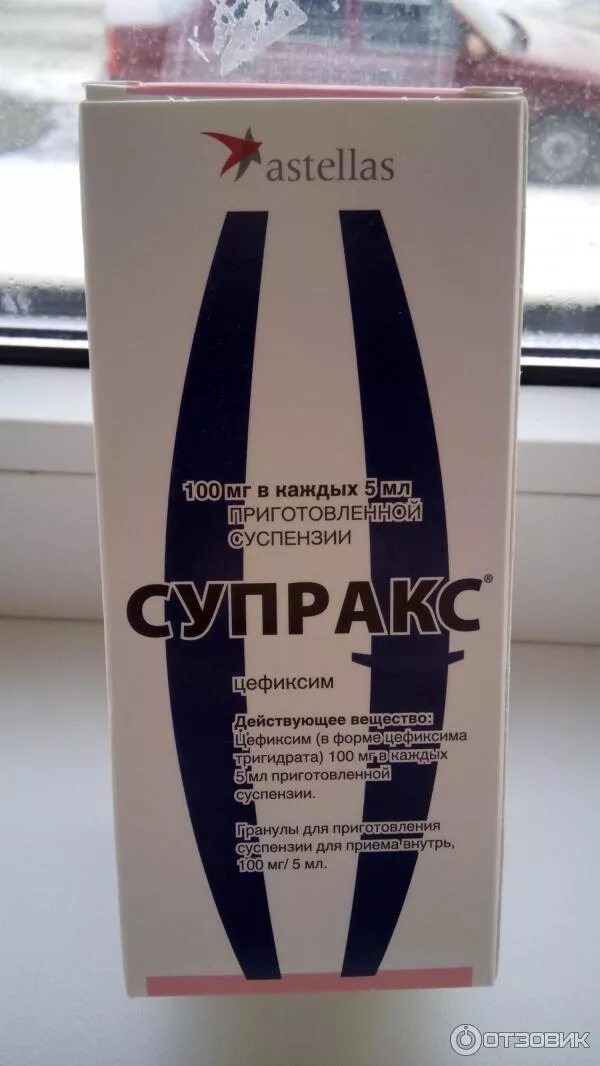 astellas
100 мг в каждых 5 мл
ПРИГОТОВЛЕННОЙ
СУСПЕНЗИИ
СУПРАКС®
цефиксим
Действующее вещество:
Цефиксим (в форме цефиксима
тригидрата) 100 мг в каждых
5 мл приготовленной
суспензии.
Гранулы для приготовления
суспензии для приема внутрь,
100 мг/ 5 мл.
ОТЗОВИК